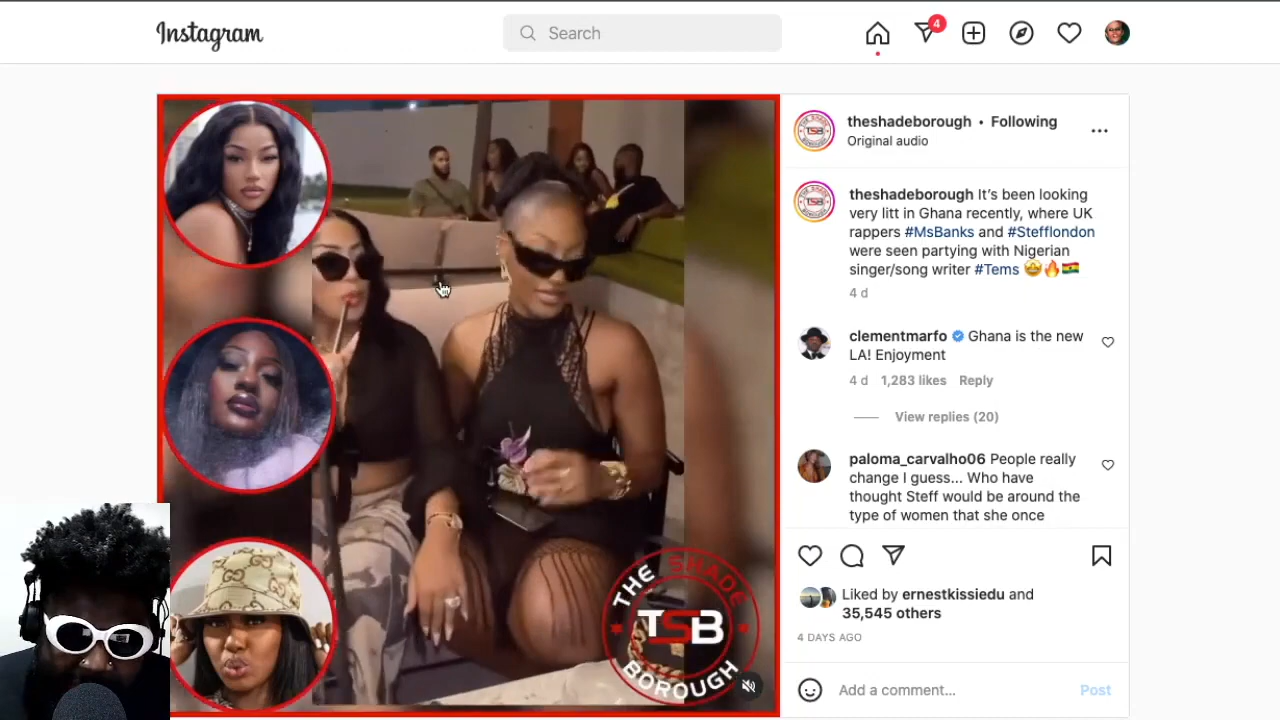 Instagram
Search
4
theshadeborough • Following
Original audio
theshadeborough It's been looking
very litt in Ghana recently, where UK
rappers #MsBanks and #Stefflondon
were seen partying with Nigerian
singer/song writer #Tems 🤩🔥🇬🇭
4 d
clementmarfo Ghana is the new
LA! Enjoyment
4 d 1,283 likes Reply
View replies (20)
paloma_carvalho06 People really
change I guess... Who have
thought Steff would be around the
type of women that she once
Liked by ernestkissiedu and
35,545 others
4 DAYS AGO
Add a comment... Post
THE SHADE
TSB
BOROUGH
TSB
TSB